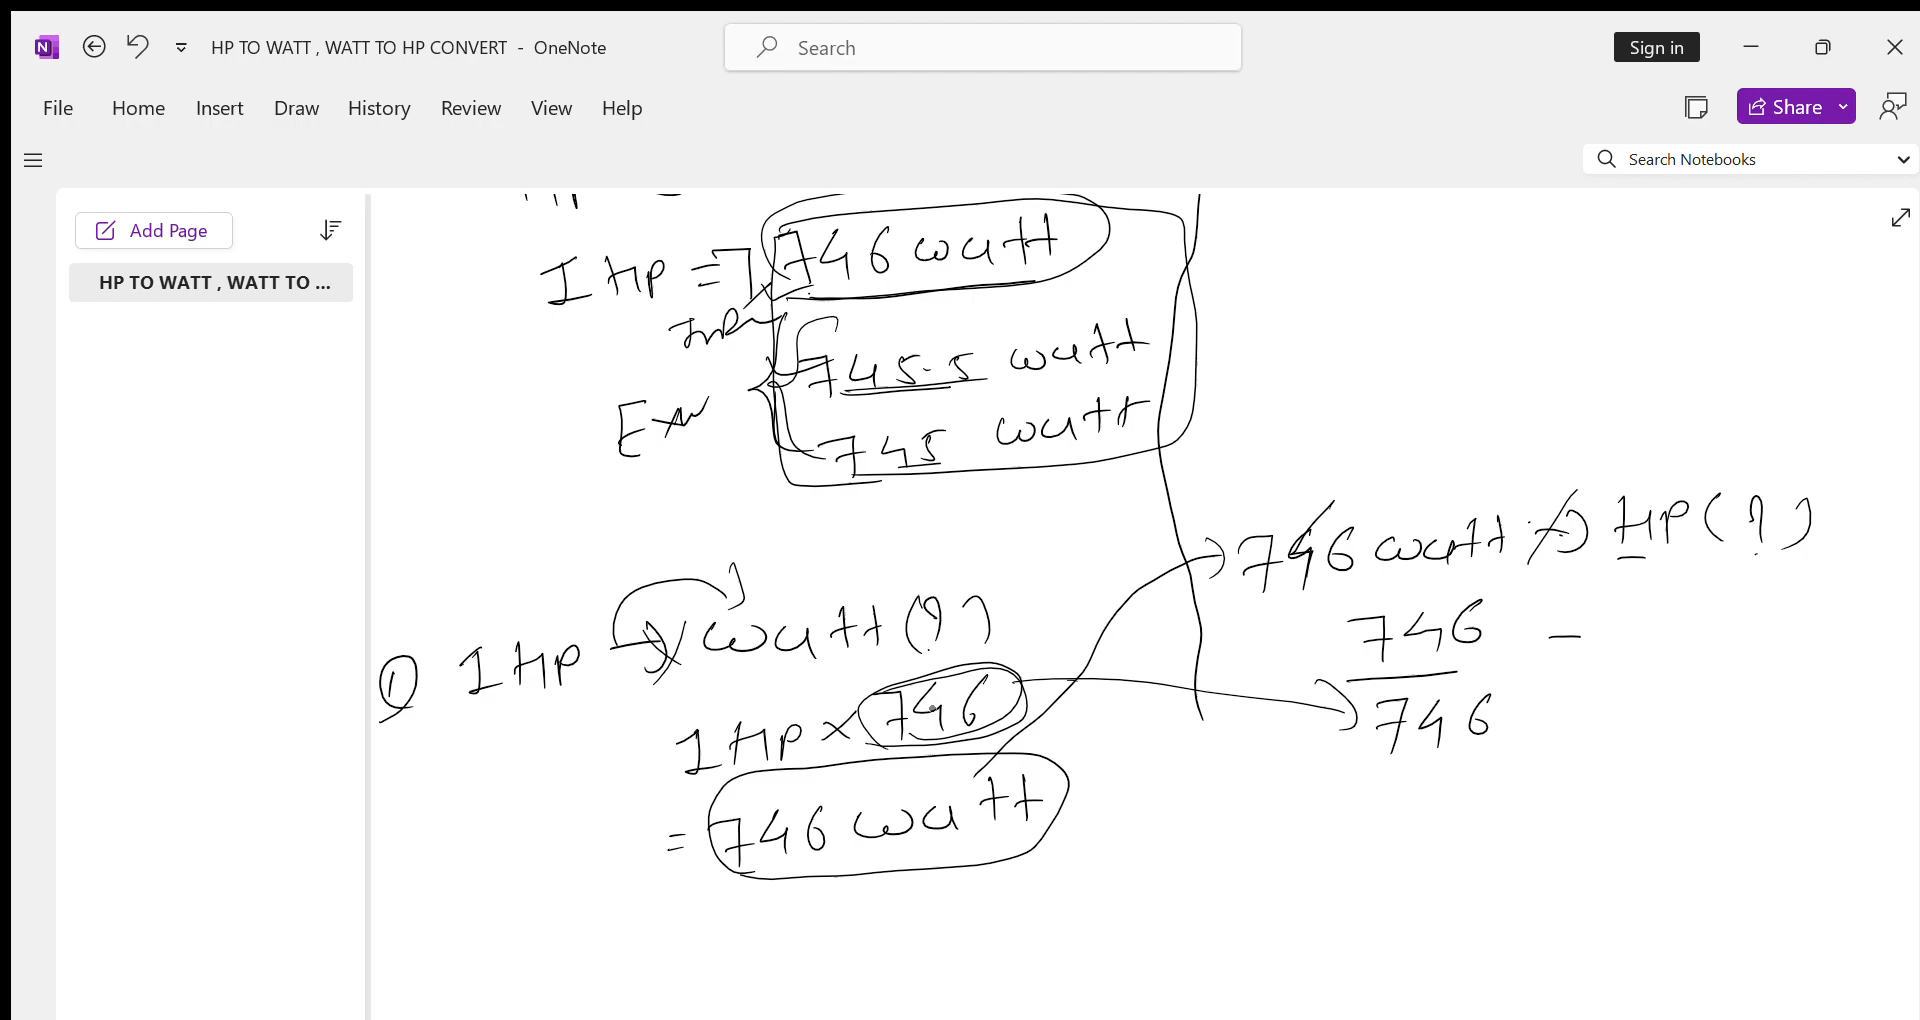 HP TO WATT , WATT TO HP CONVERT - OneNote
Search
Sign in
File Home Insert Draw History Review View Help
Share
Search Notebooks
Add Page
HP TO WATT , WATT TO ...
1 HP = 746 watt
745.5 watt
745 watt
① 1 HP → watt (?)
1 HP × 746
= 746 watt
746 watt → HP (?)
746 -
746